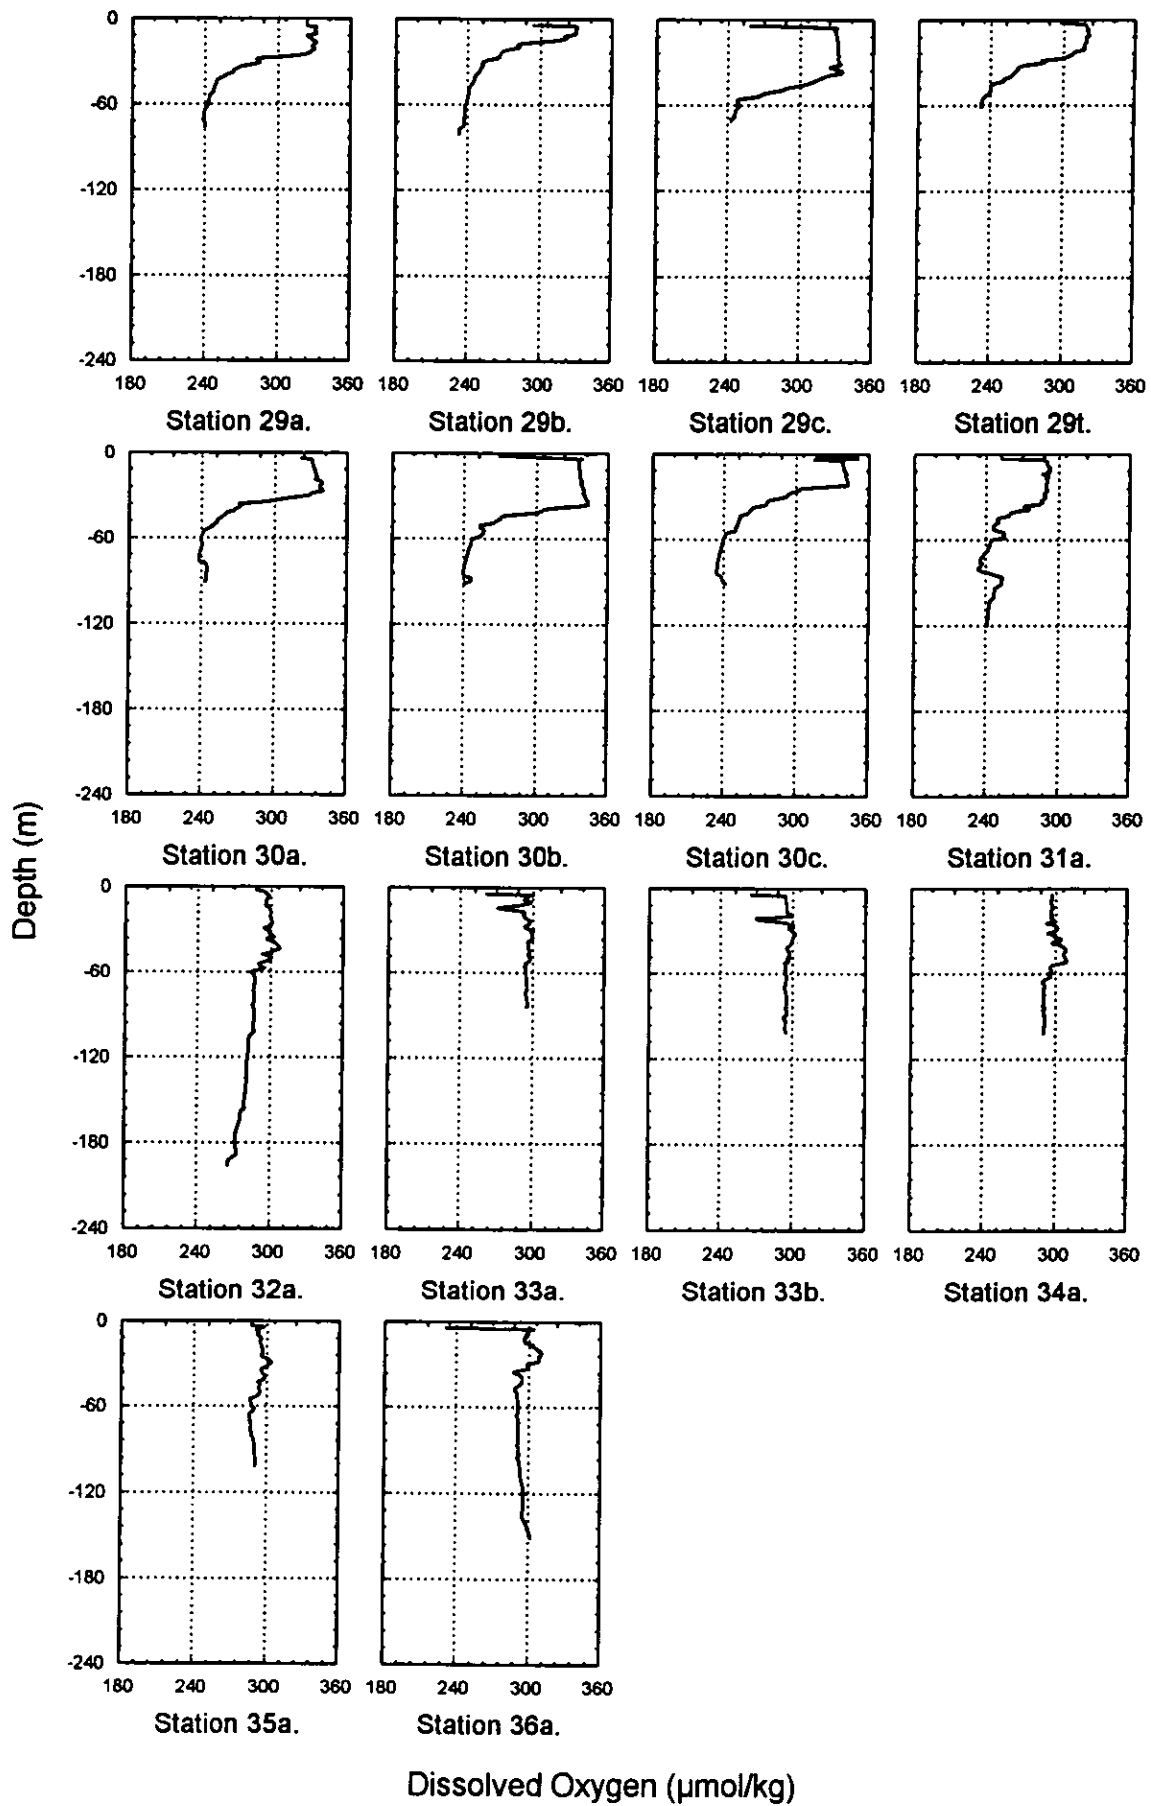 0
-60
-120
-180
-240
180 240 300 360
180 240 300 360
180 240 300 360
180 240 300 360
Station 29a.
Station 29b.
Station 29c.
Station 29t.
0
-60
-120
-180
-240
180 240 300 360
180 240 300 360
180 240 300 360
180 240 300 360
Station 30a.
Station 30b.
Station 30c.
Station 31a.
Depth (m)
0
-60
-120
-180
-240
180 240 300 360
180 240 300 360
180 240 300 360
180 240 300 360
Station 32a.
Station 33a.
Station 33b.
Station 34a.
0
-60
-120
-180
-240
180 240 300 360
180 240 300 360
Station 35a.
Station 36a.
Dissolved Oxygen (µmol/kg)